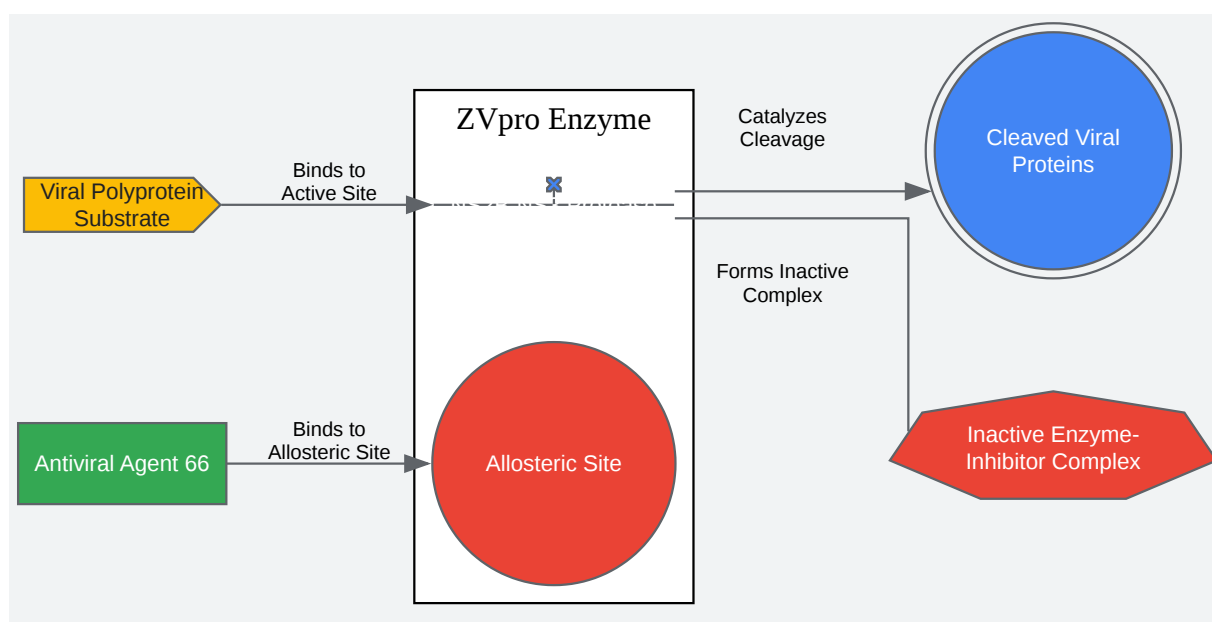 ZVpro Enzyme
Catalyzes
Cleavage
Cleaved Viral
Proteins
Viral Polyprotein
Substrate
Binds to
Active Site
Forms Inactive
Complex
Antiviral Agent 66
Binds to
Allosteric Site
Allosteric Site
Inactive Enzyme-
Inhibitor Complex